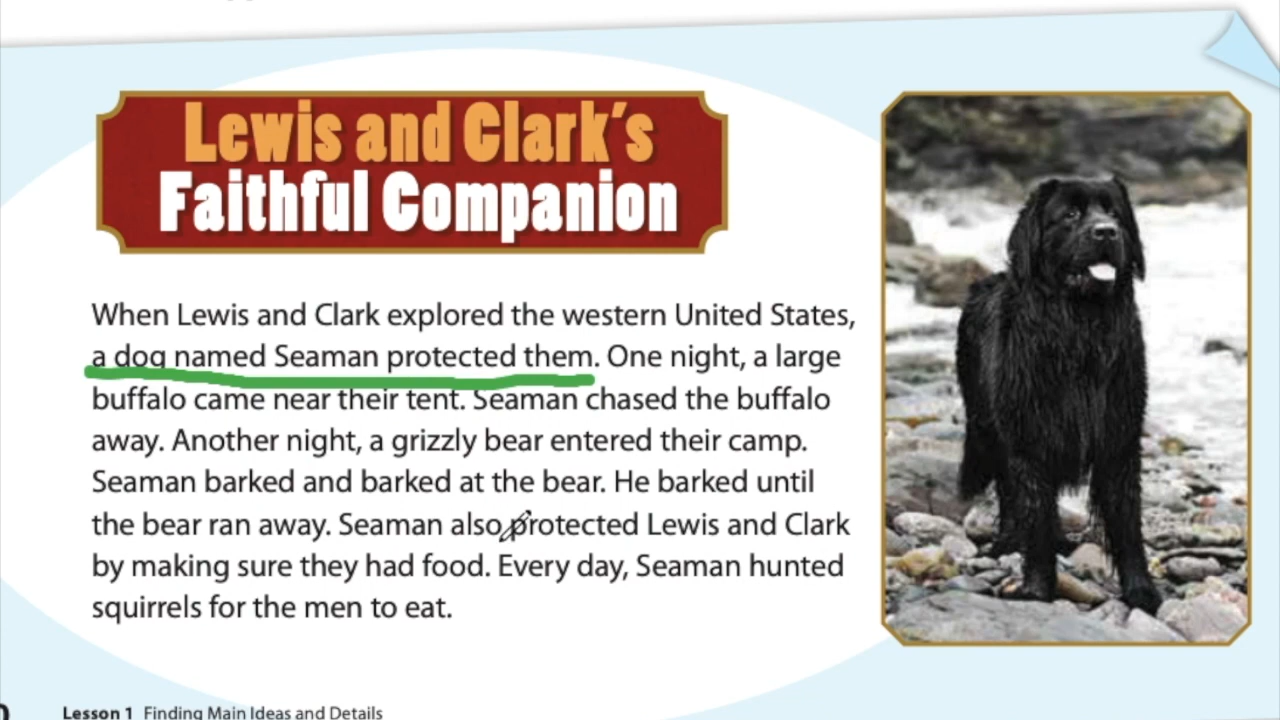 Lewis and Clark's
Faithful Companion
When Lewis and Clark explored the western United States,
a dog named Seaman protected them. One night, a large
buffalo came near their tent. Seaman chased the buffalo
away. Another night, a grizzly bear entered their camp.
Seaman barked and barked at the bear. He barked until
the bear ran away. Seaman also protected Lewis and Clark
by making sure they had food. Every day, Seaman hunted
squirrels for the men to eat.
Lesson 1 Finding Main Ideas and Details